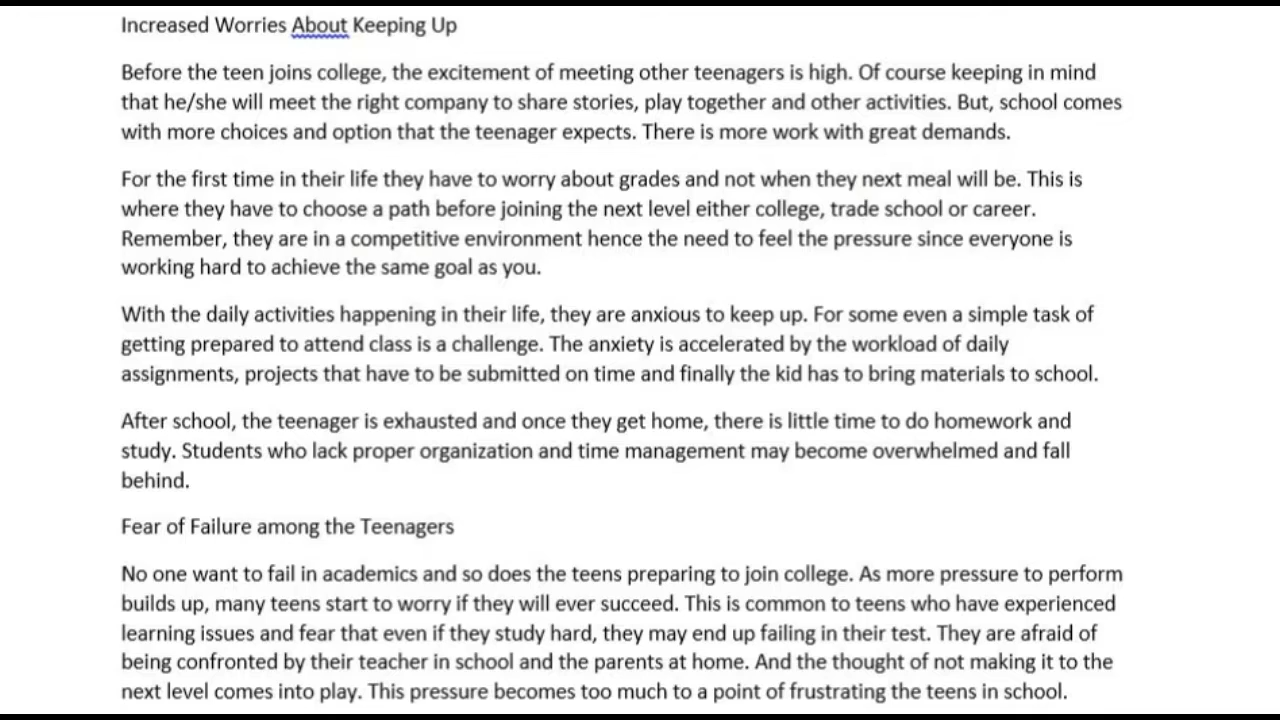 Increased Worries About Keeping Up
Before the teen joins college, the excitement of meeting other teenagers is high. Of course keeping in mind
that he/she will meet the right company to share stories, play together and other activities. But, school comes
with more choices and option that the teenager expects. There is more work with great demands.
For the first time in their life they have to worry about grades and not when they next meal will be. This is
where they have to choose a path before joining the next level either college, trade school or career.
Remember, they are in a competitive environment hence the need to feel the pressure since everyone is
working hard to achieve the same goal as you.
With the daily activities happening in their life, they are anxious to keep up. For some even a simple task of
getting prepared to attend class is a challenge. The anxiety is accelerated by the workload of daily
assignments, projects that have to be submitted on time and finally the kid has to bring materials to school.
After school, the teenager is exhausted and once they get home, there is little time to do homework and
study. Students who lack proper organization and time management may become overwhelmed and fall
behind.
Fear of Failure among the Teenagers
No one want to fail in academics and so does the teens preparing to join college. As more pressure to perform
builds up, many teens start to worry if they will ever succeed. This is common to teens who have experienced
learning issues and fear that even if they study hard, they may end up failing in their test. They are afraid of
being confronted by their teacher in school and the parents at home. And the thought of not making it to the
next level comes into play. This pressure becomes too much to a point of frustrating the teens in school.